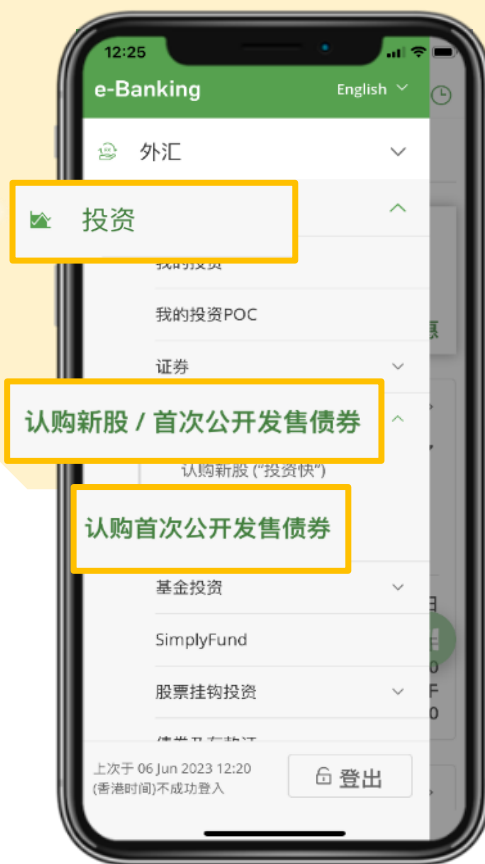 12:25
e-Banking
English
外汇
投资
我的投资
我的投资POC
证券
认购新股 / 首次公开发售债券
认购新股 (“投资快”)
认购首次公开发售债券
基金投资
SimplyFund
股票挂钩投资
上次于 06 Jun 2023 12:20
(香港时间)不成功登入
登出